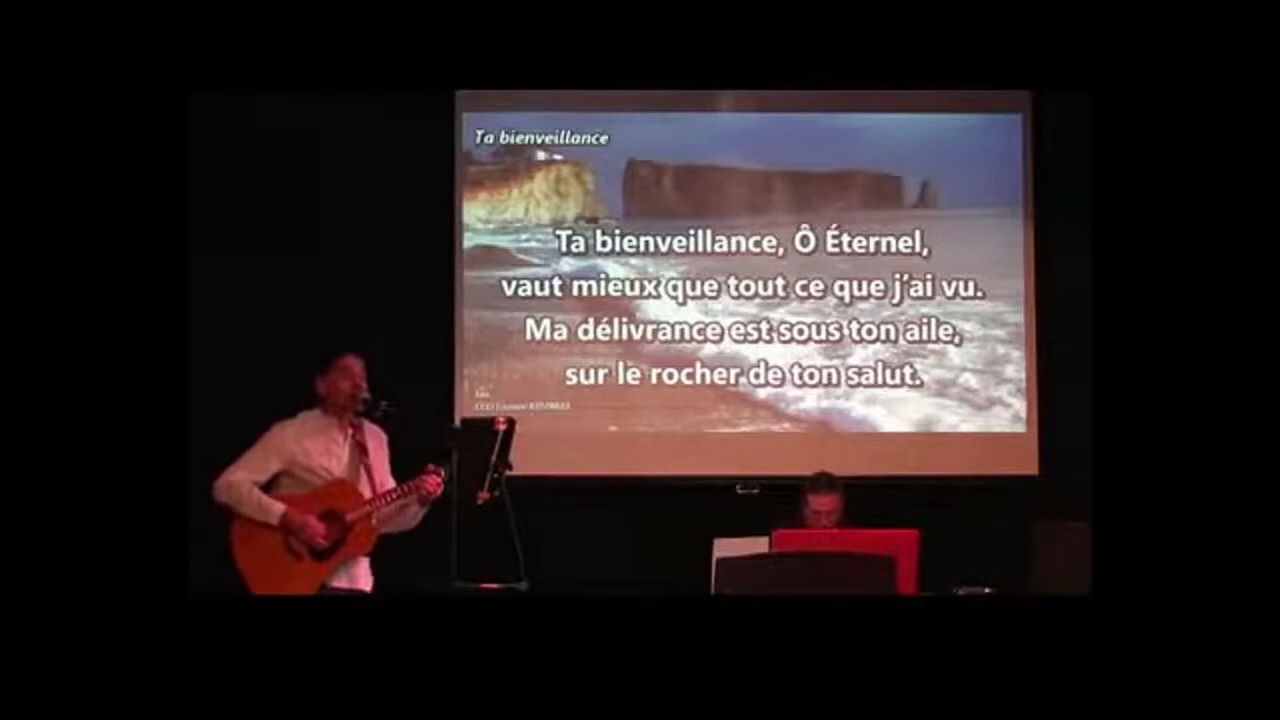 Ta bienveillance
Ta bienveillance, Ô Éternel,
vaut mieux que tout ce que j'ai vu.
Ma délivrance est sous ton aile,
sur le rocher de ton salut.